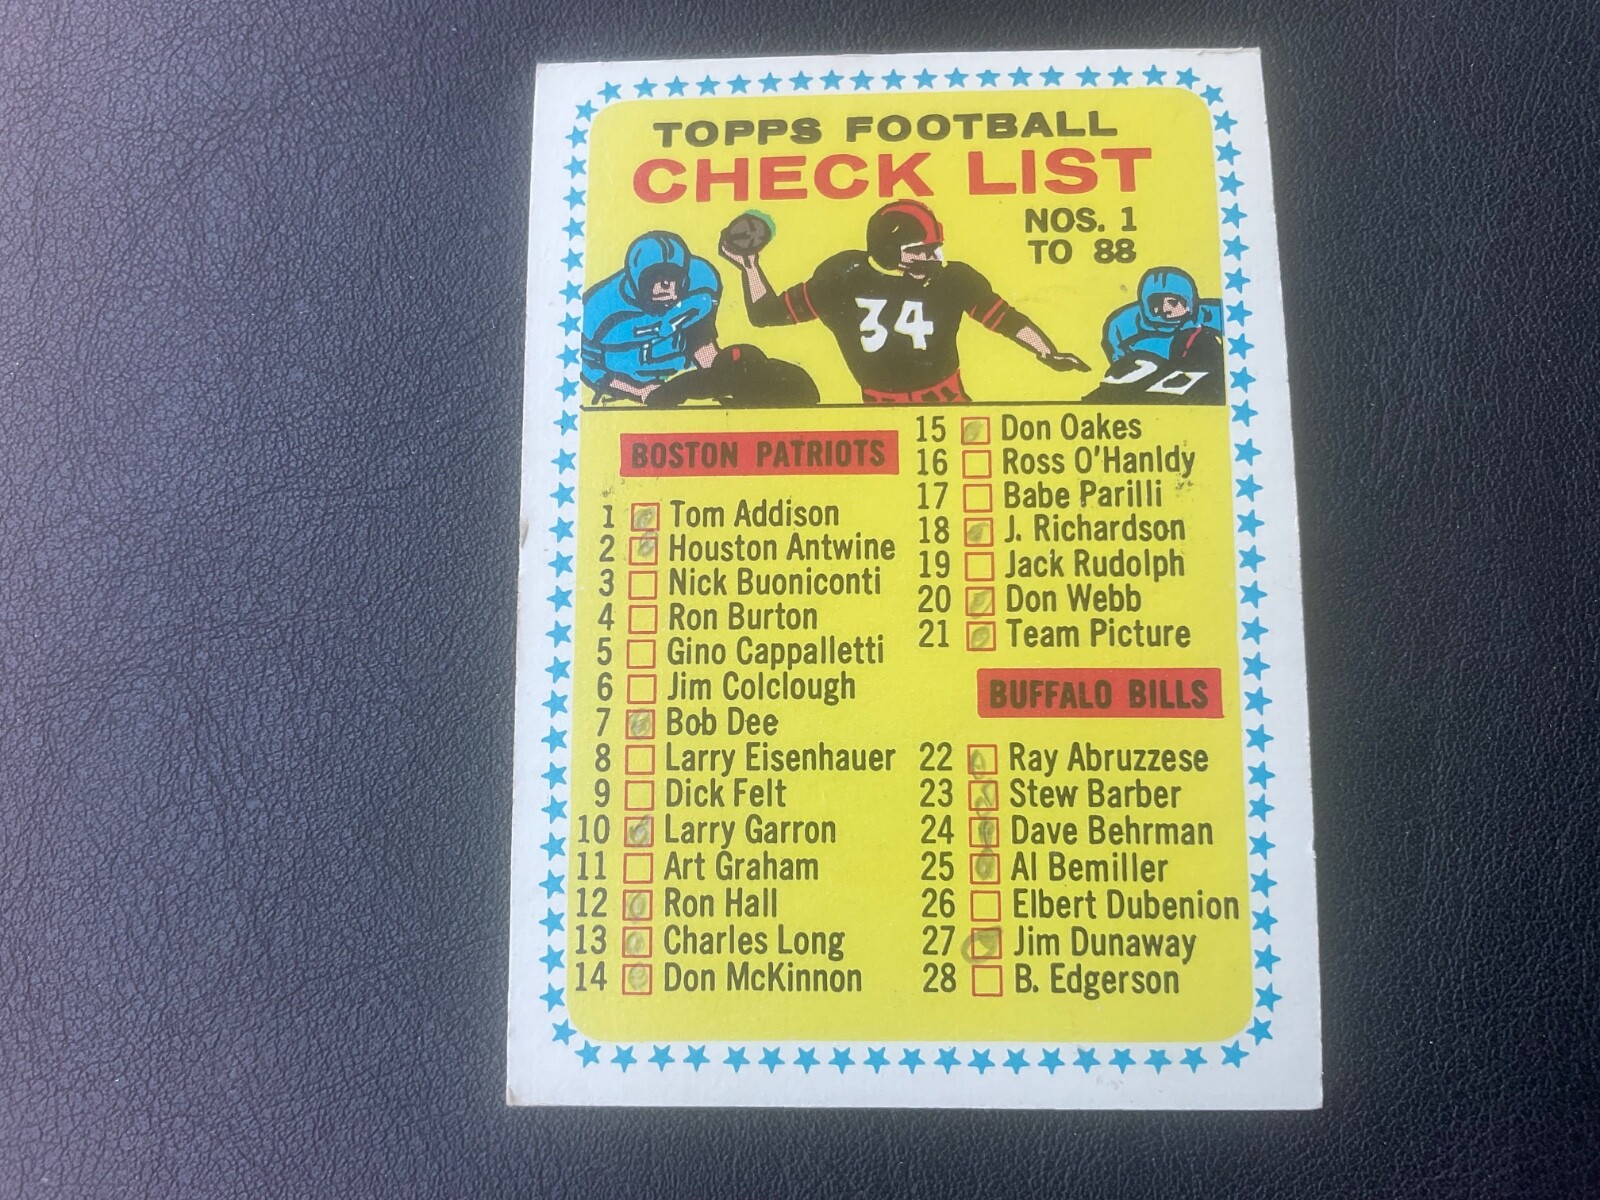 TOPPS FOOTBALL
CHECK LIST
NOS. 1
TO 88
34
BOSTON PATRIOTS
1 Tom Addison
2 Houston Antwine
3 Nick Buoniconti
4 Ron Burton
5 Gino Cappalletti
6 Jim Colclough
7 Bob Dee
8 Larry Eisenhauer
9 Dick Felt
10 Larry Garron
11 Art Graham
12 Ron Hall
13 Charles Long
14 Don McKinnon
15 Don Oakes
16 Ross O'Hanldy
17 Babe Parilli
18 J. Richardson
19 Jack Rudolph
20 Don Webb
21 Team Picture
BUFFALO BILLS
22 Ray Abruzzese
23 Stew Barber
24 Dave Behrman
25 Al Bemiller
26 Elbert Dubenion
27 Jim Dunaway
28 B. Edgerson